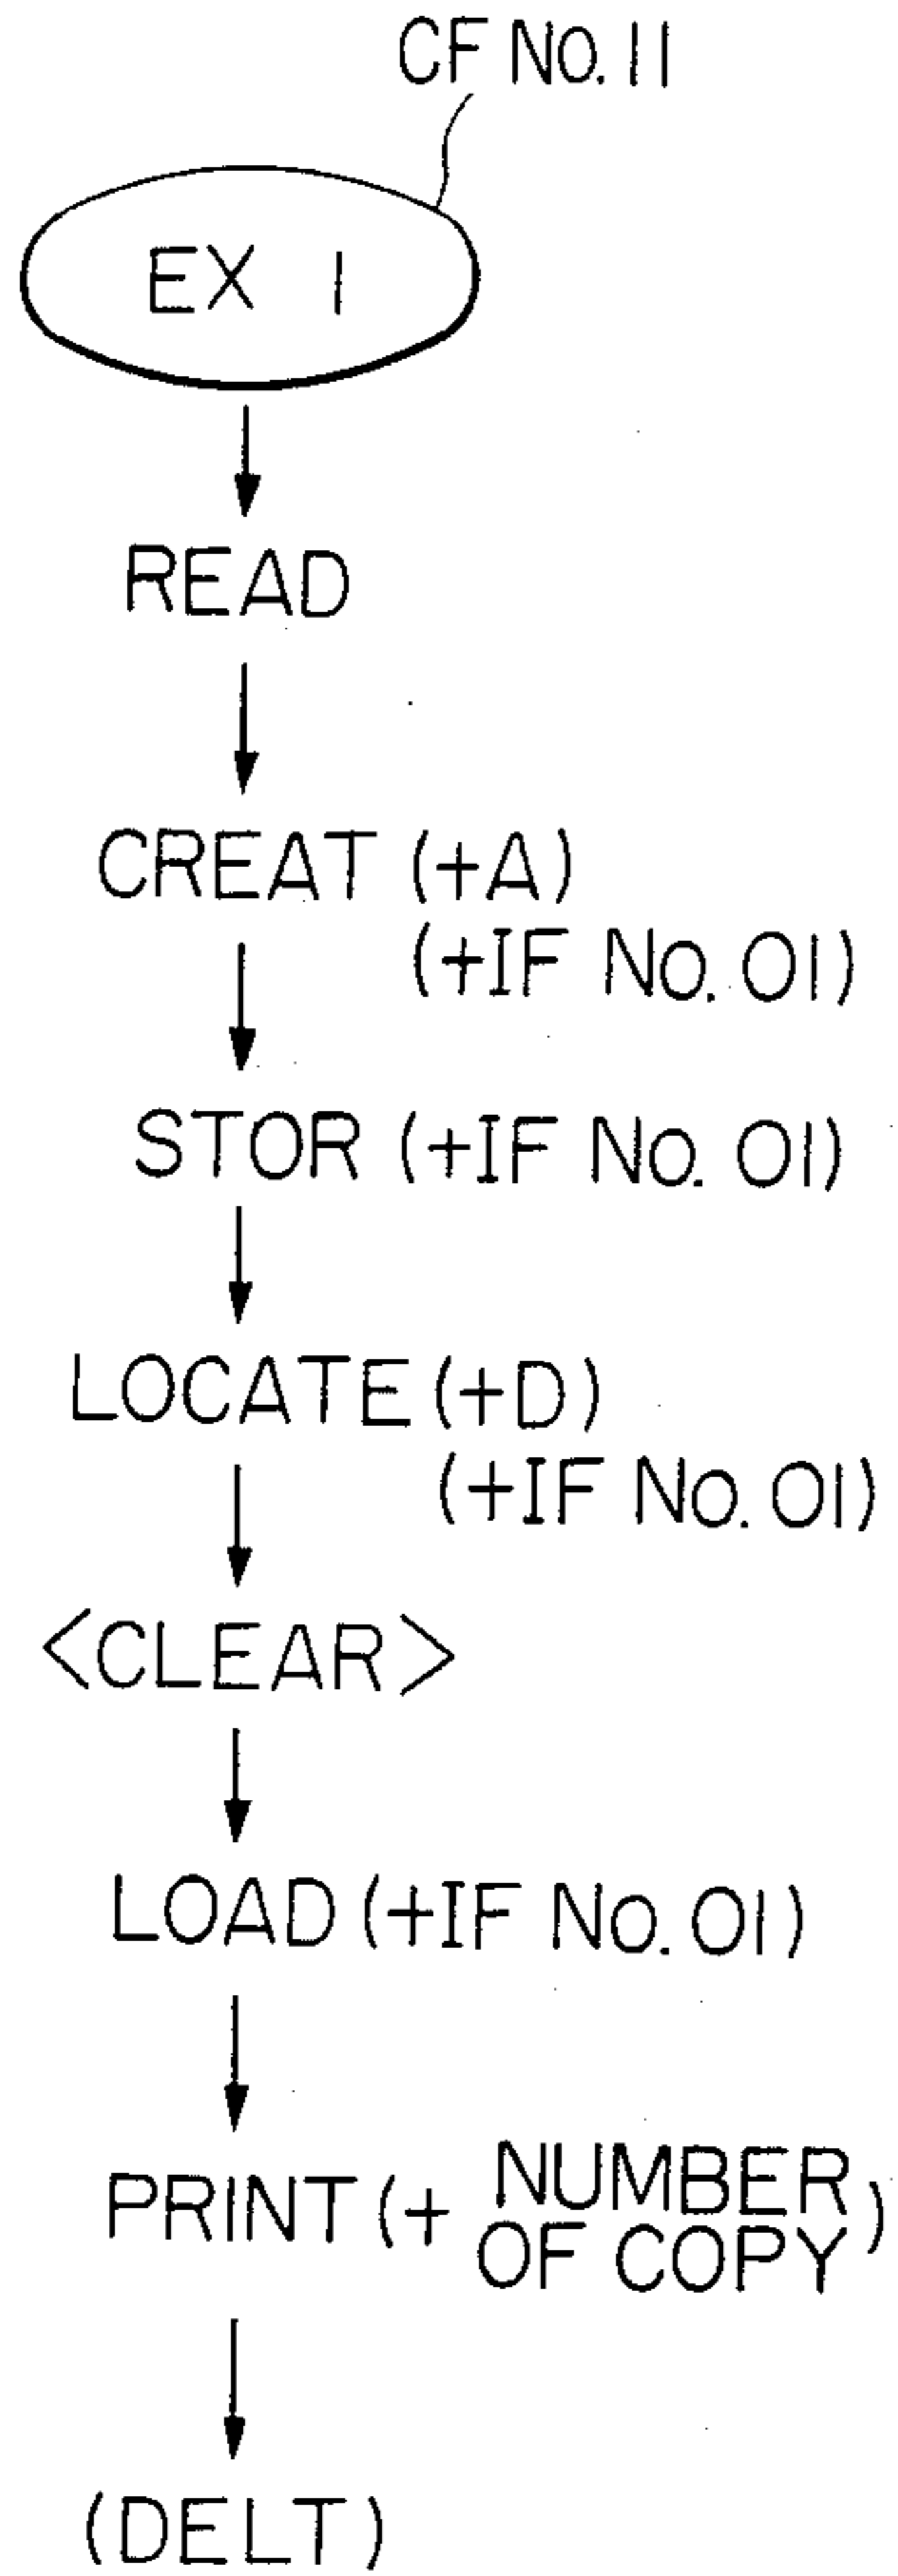 CF No. 11
EX 1
READ
CREAT (+A)
(+IF No. 01)
STOR (+IF No. 01)
LOCATE (+D)
(+IF No. 01)
<CLEAR>
LOAD (+IF No. 01)
PRINT (+ NUMBER
OF COPY)
(DELT)